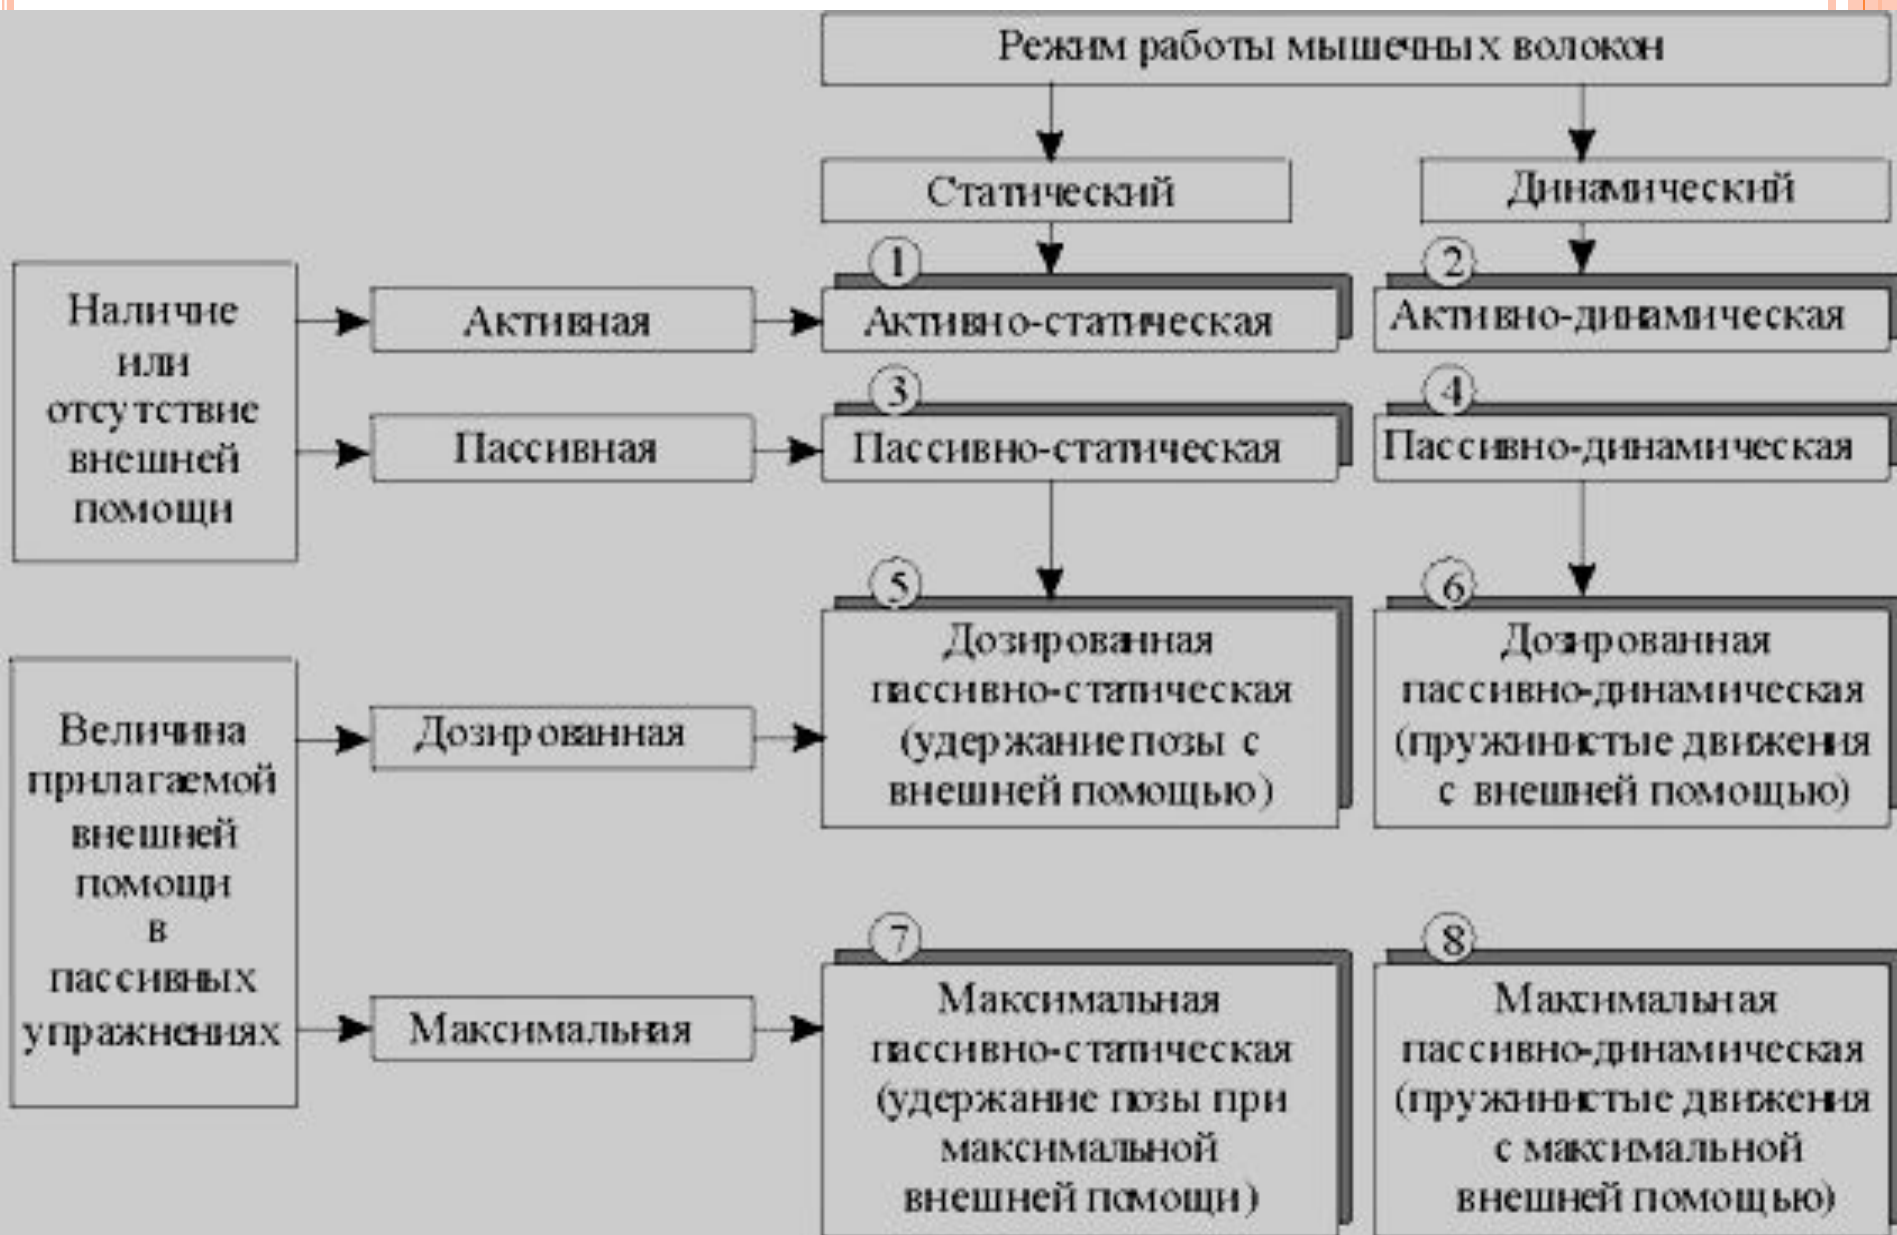 Режим работы мышечных волокон
Статический
Динамический
Наличие
или
отсутствие
внешней
помощи
Активная
1
Активно-статическая
2
Активно-динамическая
Пассивная
3
Пассивно-статическая
4
Пассивно-динамическая
Величина
прилагаемой
внешней
помощи
в
пассивных
упражнениях
Дозированная
5
Дозированная
пассивно-статическая
(удержание позы с
внешней помощью)
6
Дозированная
пассивно-динамическая
(пружинистые движения
с внешней помощью)
Максимальная
7
Максимальная
пассивно-статическая
(удержание позы при
максимальной
внешней помощи)
8
Максимальная
пассивно-динамическая
(пружинистые движения
с максимальной
внешней помощью)